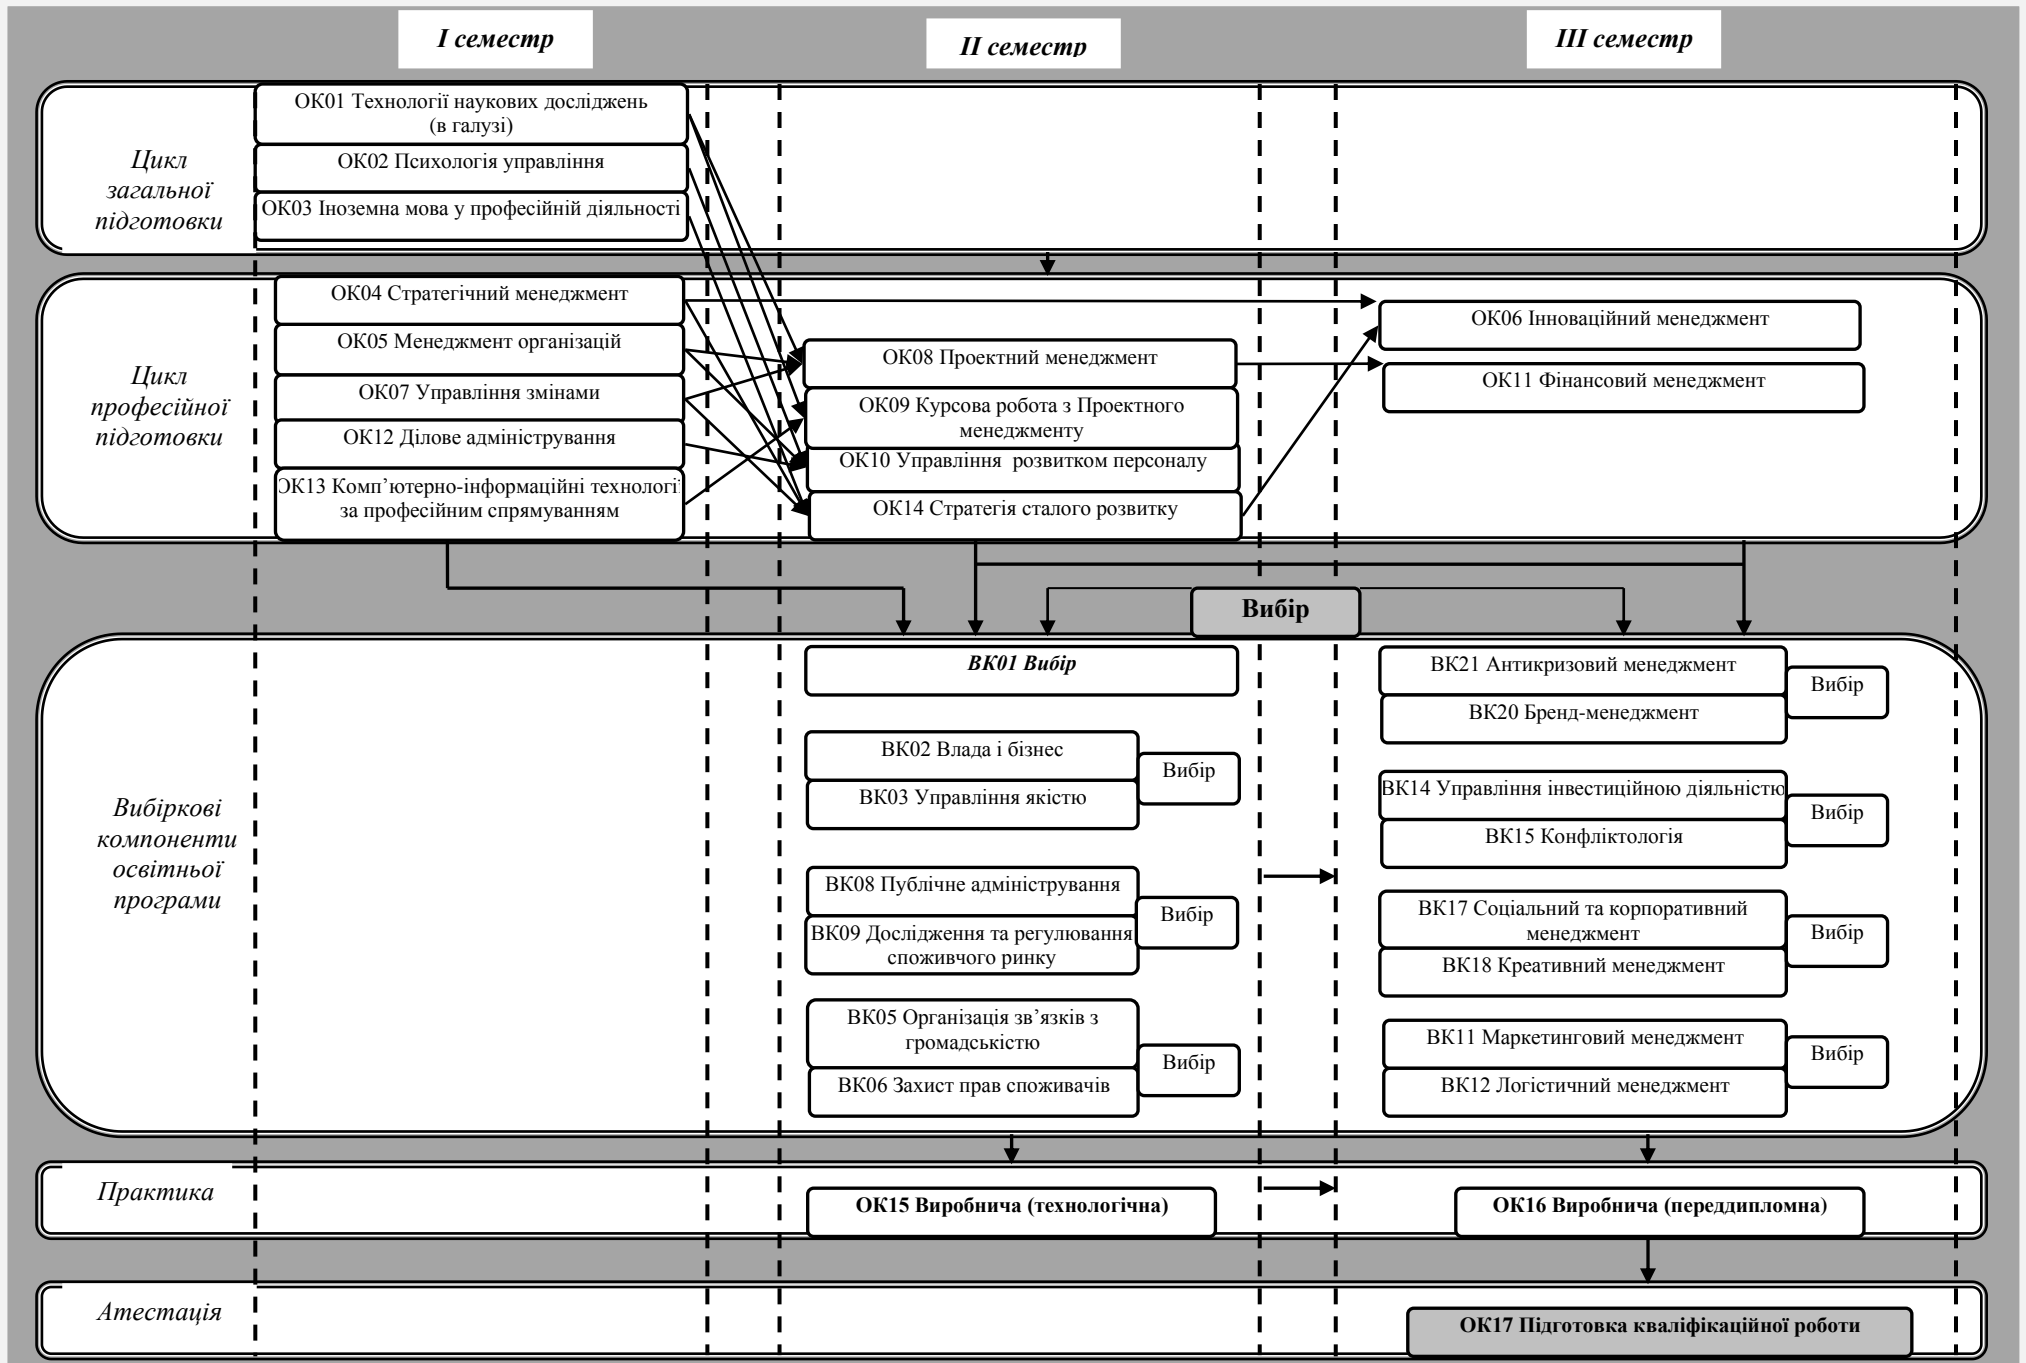 I семестр
II семестр
III семестр
Цикл
загальної
підготовки
ОК01 Технології наукових досліджень
(в галузі)
ОК02 Психологія управління
ОК03 Іноземна мова у професійній діяльності
Цикл
професійної
підготовки
ОК04 Стратегічний менеджмент
ОК05 Менеджмент організацій
ОК07 Управління змінами
ОК12 Ділове адміністрування
ОК13 Комп’ютерно-інформаційні технології
за професійним спрямуванням
ОК08 Проектний менеджмент
ОК09 Курсова робота з Проектного
менеджменту
ОК10 Управління розвитком персоналу
ОК14 Стратегія сталого розвитку
ОК06 Інноваційний менеджмент
ОК11 Фінансовий менеджмент
Вибір
Вибіркові
компоненти
освітньої
програми
ВК01 Вибір
ВК02 Влада і бізнес
ВК03 Управління якістю
Вибір
ВК08 Публічне адміністрування
ВК09 Дослідження та регулювання
споживчого ринку
Вибір
ВК05 Організація зв’язків з
громадськістю
ВК06 Захист прав споживачів
Вибір
ВК21 Антикризовий менеджмент
ВК20 Бренд-менеджмент
Вибір
ВК14 Управління інвестиційною діяльністю
ВК15 Конфліктологія
Вибір
ВК17 Соціальний та корпоративний
менеджмент
ВК18 Креативний менеджмент
Вибір
ВК11 Маркетинговий менеджмент
ВК12 Логістичний менеджмент
Вибір
Практика
ОК15 Виробнича (технологічна)
ОК16 Виробнича (переддипломна)
Атестація
ОК17 Підготовка кваліфікаційної роботи